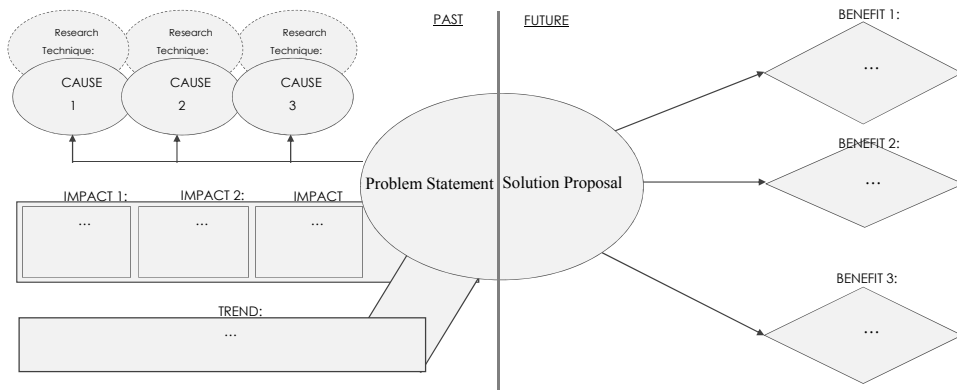 PAST
FUTURE
Research
Technique:
Research
Technique:
Research
Technique:
CAUSE
1
CAUSE
2
CAUSE
3
Problem Statement
Solution Proposal
IMPACT 1:
...
IMPACT 2:
...
IMPACT
...
TREND:
...
BENEFIT 1:
...
BENEFIT 2:
...
BENEFIT 3:
...